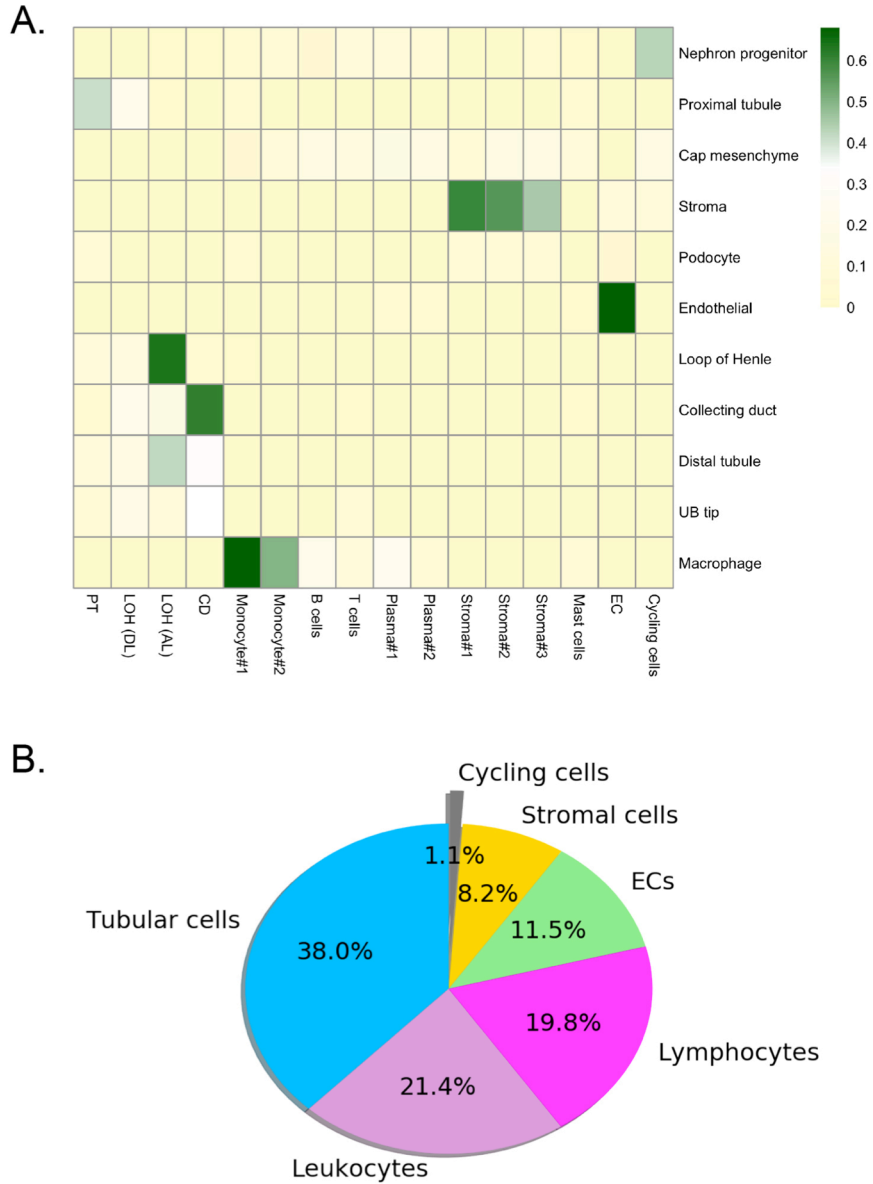 A.
Nephron progenitor
Proximal tubule
Cap mesenchyme
Stroma
Podocyte
Endothelial
Loop of Henle
Collecting duct
Distal tubule
UB tip
Macrophage
0.6
0.5
0.4
0.3
0.2
0.1
0
PT
LOH (DL)
LOH (AL)
CD
Monocyte#1
Monocyte#2
B cells
T cells
Plasma#1
Plasma#2
Stroma#1
Stroma#2
Stroma#3
Mast cells
EC
Cycling cells
B.
Cycling cells
Stromal cells
1.1%
8.2%
ECs
11.5%
Tubular cells
38.0%
19.8%
Lymphocytes
21.4%
Leukocytes